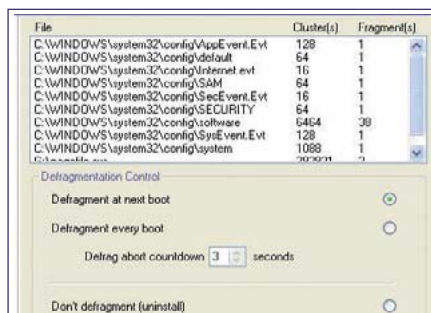 File Cluster(s) Fragment(s)
C:\WINDOWS\system32\config\AppEvent.Evt 128 1
C:\WINDOWS\system32\config\default 64 1
C:\WINDOWS\system32\config\Internet.evt 16 1
C:\WINDOWS\system32\config\SAM 64 1
C:\WINDOWS\system32\config\SecEvent.Evt 16 1
C:\WINDOWS\system32\config\SECURITY 64 1
C:\WINDOWS\system32\config\software 6464 38
C:\WINDOWS\system32\config\SysEvent.Evt 128 1
C:\WINDOWS\system32\config\system 1088 1
Defragmentation Control
Defragment at next boot
Defragment every boot
Defrag abort countdown 3 seconds
Don't defragment (uninstall)